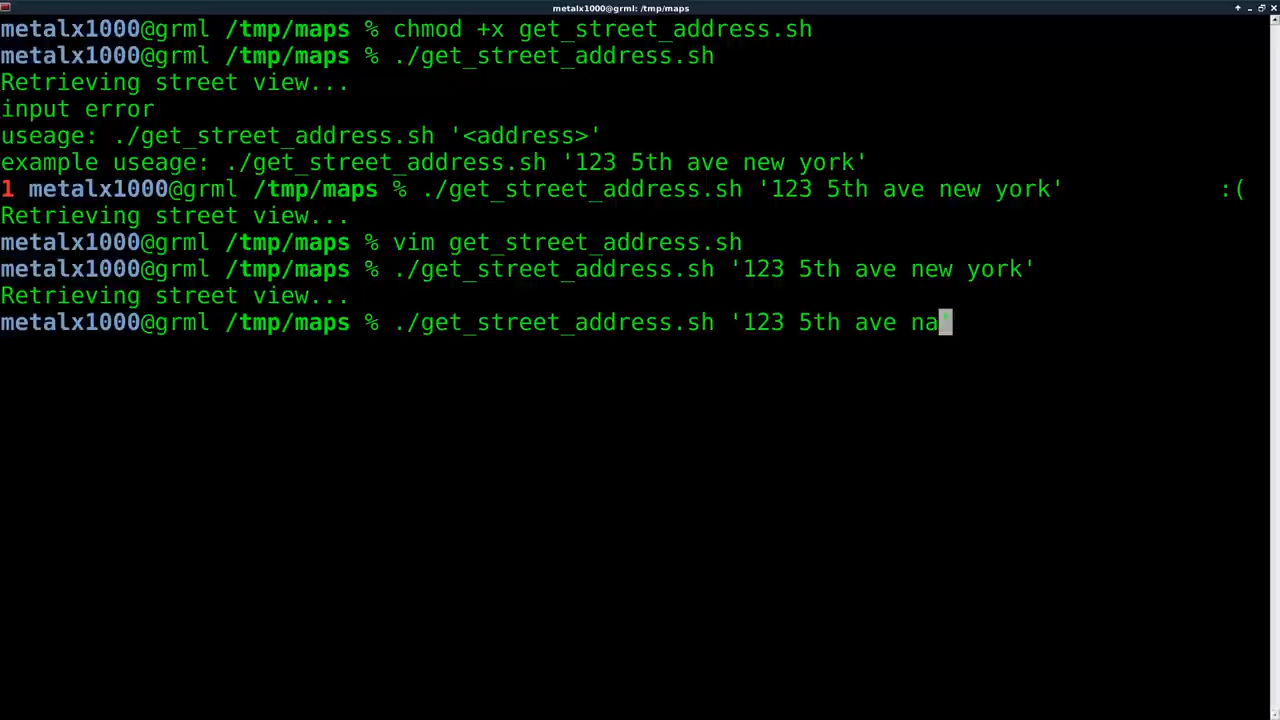 metalx1000@grml: /tmp/maps
metalx1000@grml /tmp/maps % chmod +x get_street_address.sh
metalx1000@grml /tmp/maps % ./get_street_address.sh
Retrieving street view...
input error
useage: ./get_street_address.sh '<address>'
example useage: ./get_street_address.sh '123 5th ave new york'
1 metalx1000@grml /tmp/maps % ./get_street_address.sh '123 5th ave new york' :(
Retrieving street view...
metalx1000@grml /tmp/maps % vim get_street_address.sh
metalx1000@grml /tmp/maps % ./get_street_address.sh '123 5th ave new york'
Retrieving street view...
metalx1000@grml /tmp/maps % ./get_street_address.sh '123 5th ave na'